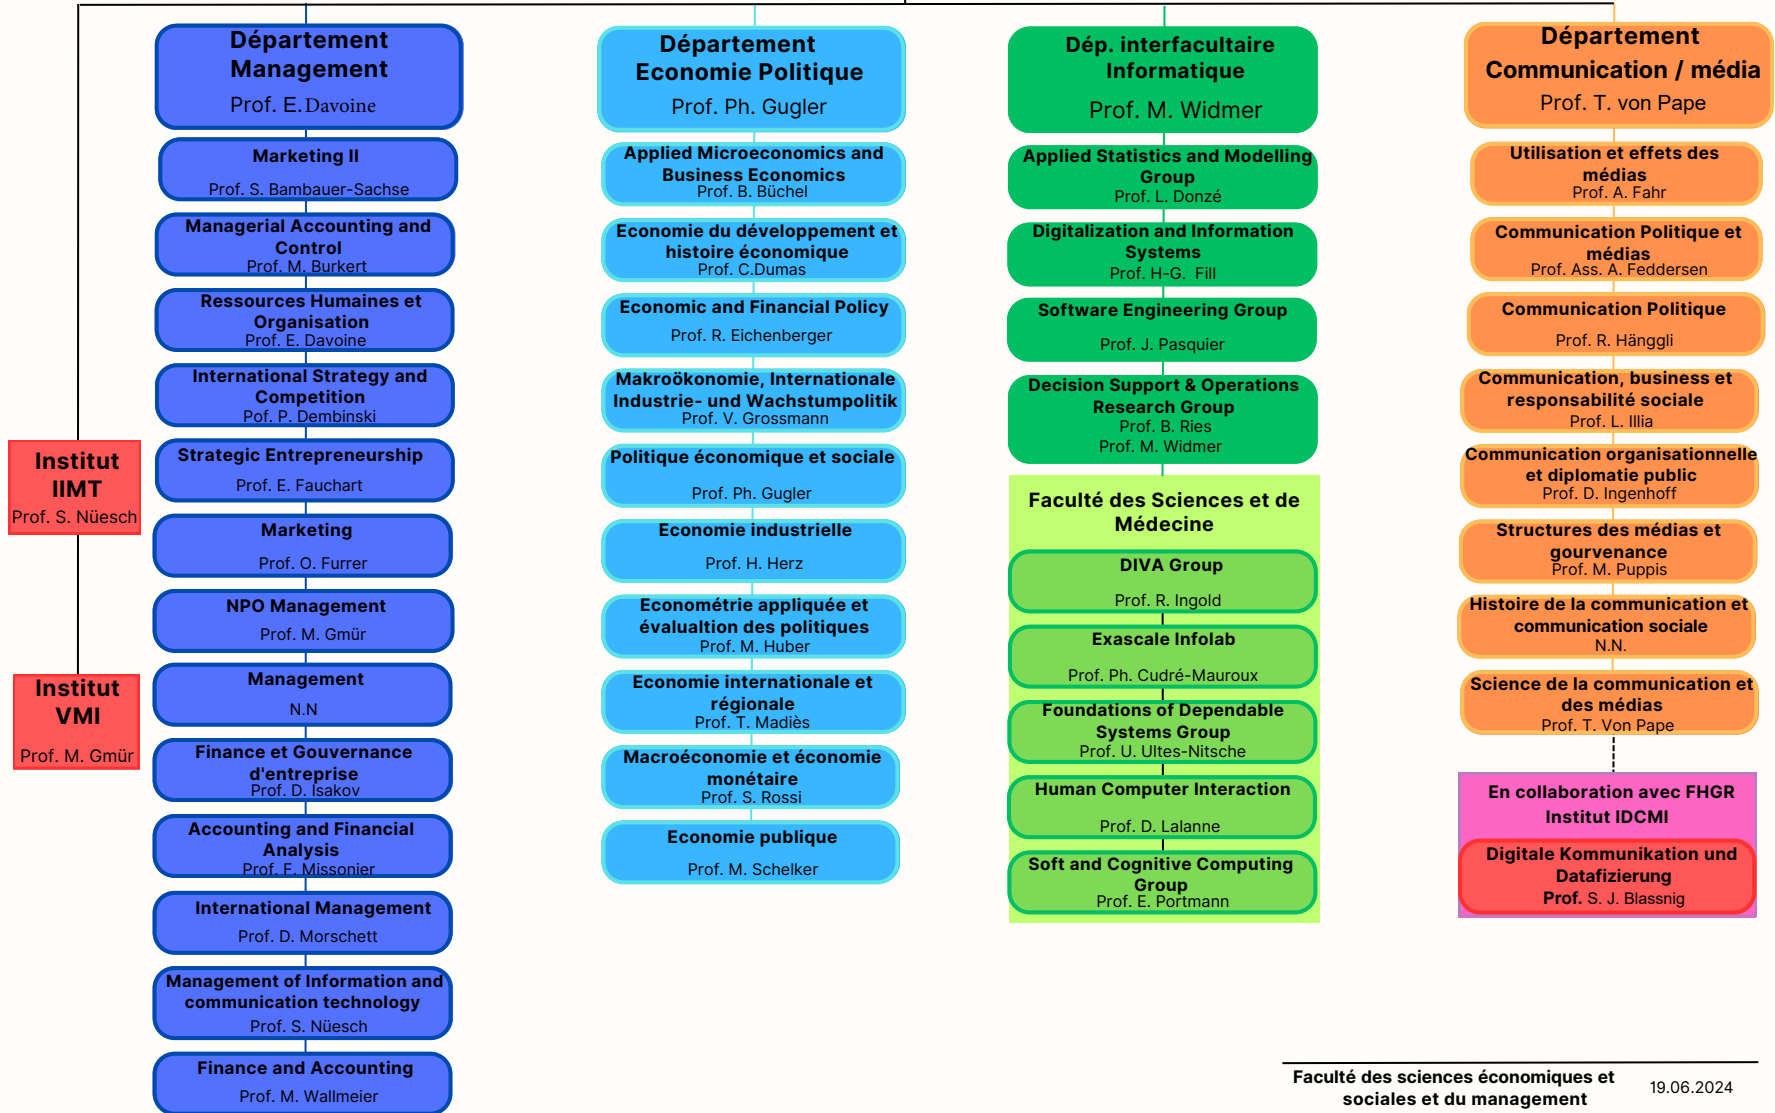 Institut
IIMT
Prof. S. Nüesch
Institut
VMI
Prof. M. Gmür
Département
Management
Prof. E. Davoine
Marketing II
Prof. S. Bambauer-Sachse
Managerial Accounting and
Control
Prof. M. Burkert
Ressources Humaines et
Organisation
Prof. E. Davoine
International Strategy and
Competition
Pof. P. Dembinski
Strategic Entrepreneurship
Prof. E. Fauchart
Marketing
Prof. O. Furrer
NPO Management
Prof. M. Gmür
Management
N.N
Finance et Gouvernance
d'entreprise
Prof. D. Isakov
Accounting and Financial
Analysis
Prof. F. Missonier
International Management
Prof. D. Morschett
Management of Information and
communication technology
Prof. S. Nüesch
Finance and Accounting
Prof. M. Wallmeier
Département
Economie Politique
Prof. Ph. Gugler
Applied Microeconomics and
Business Economics
Prof. B. Büchel
Economie du développement et
histoire économique
Prof. C.Dumas
Economic and Financial Policy
Prof. R. Eichenberger
Makroökonomie, Internationale
Industrie- und Wachstumpolitik
Prof. V. Grossmann
Politique économique et sociale
Prof. Ph. Gugler
Economie industrielle
Prof. H. Herz
Econométrie appliquée et
évalualtion des politiques
Prof. M. Huber
Economie internationale et
régionale
Prof. T. Madiès
Macroéconomie et économie
monétaire
Prof. S. Rossi
Economie publique
Prof. M. Schelker
Dép. interfacultaire
Informatique
Prof. M. Widmer
Applied Statistics and Modelling
Group
Prof. L. Donzé
Digitalization and Information
Systems
Prof. H-G. Fill
Software Engineering Group
Prof. J. Pasquier
Decision Support & Operations
Research Group
Prof. B. Ries
Prof. M. Widmer
Faculté des Sciences et de
Médecine
DIVA Group
Prof. R. Ingold
Exascale Infolab
Prof. Ph. Cudré-Mauroux
Foundations of Dependable
Systems Group
Prof. U. Ultes-Nitsche
Human Computer Interaction
Prof. D. Lalanne
Soft and Cognitive Computing
Group
Prof. E. Portmann
Département
Communication / média
Prof. T. von Pape
Utilisation et effets des
médias
Prof. A. Fahr
Communication Politique et
médias
Prof. Ass. A. Feddersen
Communication Politique
Prof. R. Hänggli
Communication, business et
responsabilité sociale
Prof. L. Illia
Communication organisationnelle
et diplomatie public
Prof. D. Ingenhoff
Structures des médias et
gourvenance
Prof. M. Puppis
Histoire de la communication et
communication sociale
N.N.
Science de la communication et
des médias
Prof. T. Von Pape
En collaboration avec FHGR
Institut IDCMI
Digitale Kommunikation und
Datafizierung
Prof. S. J. Blassnig
Faculté des sciences économiques et
sociales et du management
19.06.2024